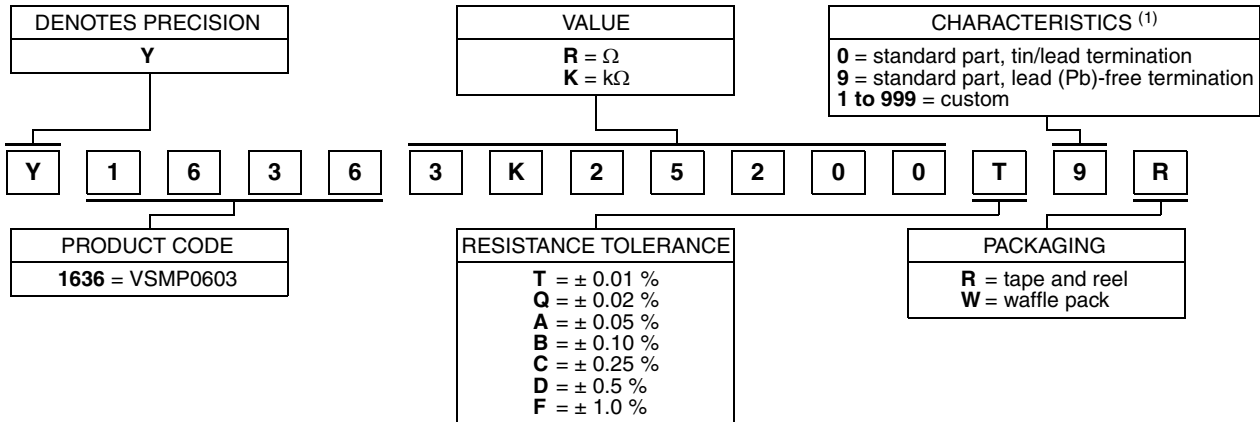 DENOTES PRECISION
Y
VALUE
R = Ω
K = kΩ
CHARACTERISTICS (1)
0 = standard part, tin/lead termination
9 = standard part, lead (Pb)-free termination
1 to 999 = custom
Y 1 6 3 6 3 K 2 5 2 0 0 T 9 R
PRODUCT CODE
1636 = VSMP0603
RESISTANCE TOLERANCE
T = ± 0.01 %
Q = ± 0.02 %
A = ± 0.05 %
B = ± 0.10 %
C = ± 0.25 %
D = ± 0.5 %
F = ± 1.0 %
PACKAGING
R = tape and reel
W = waffle pack